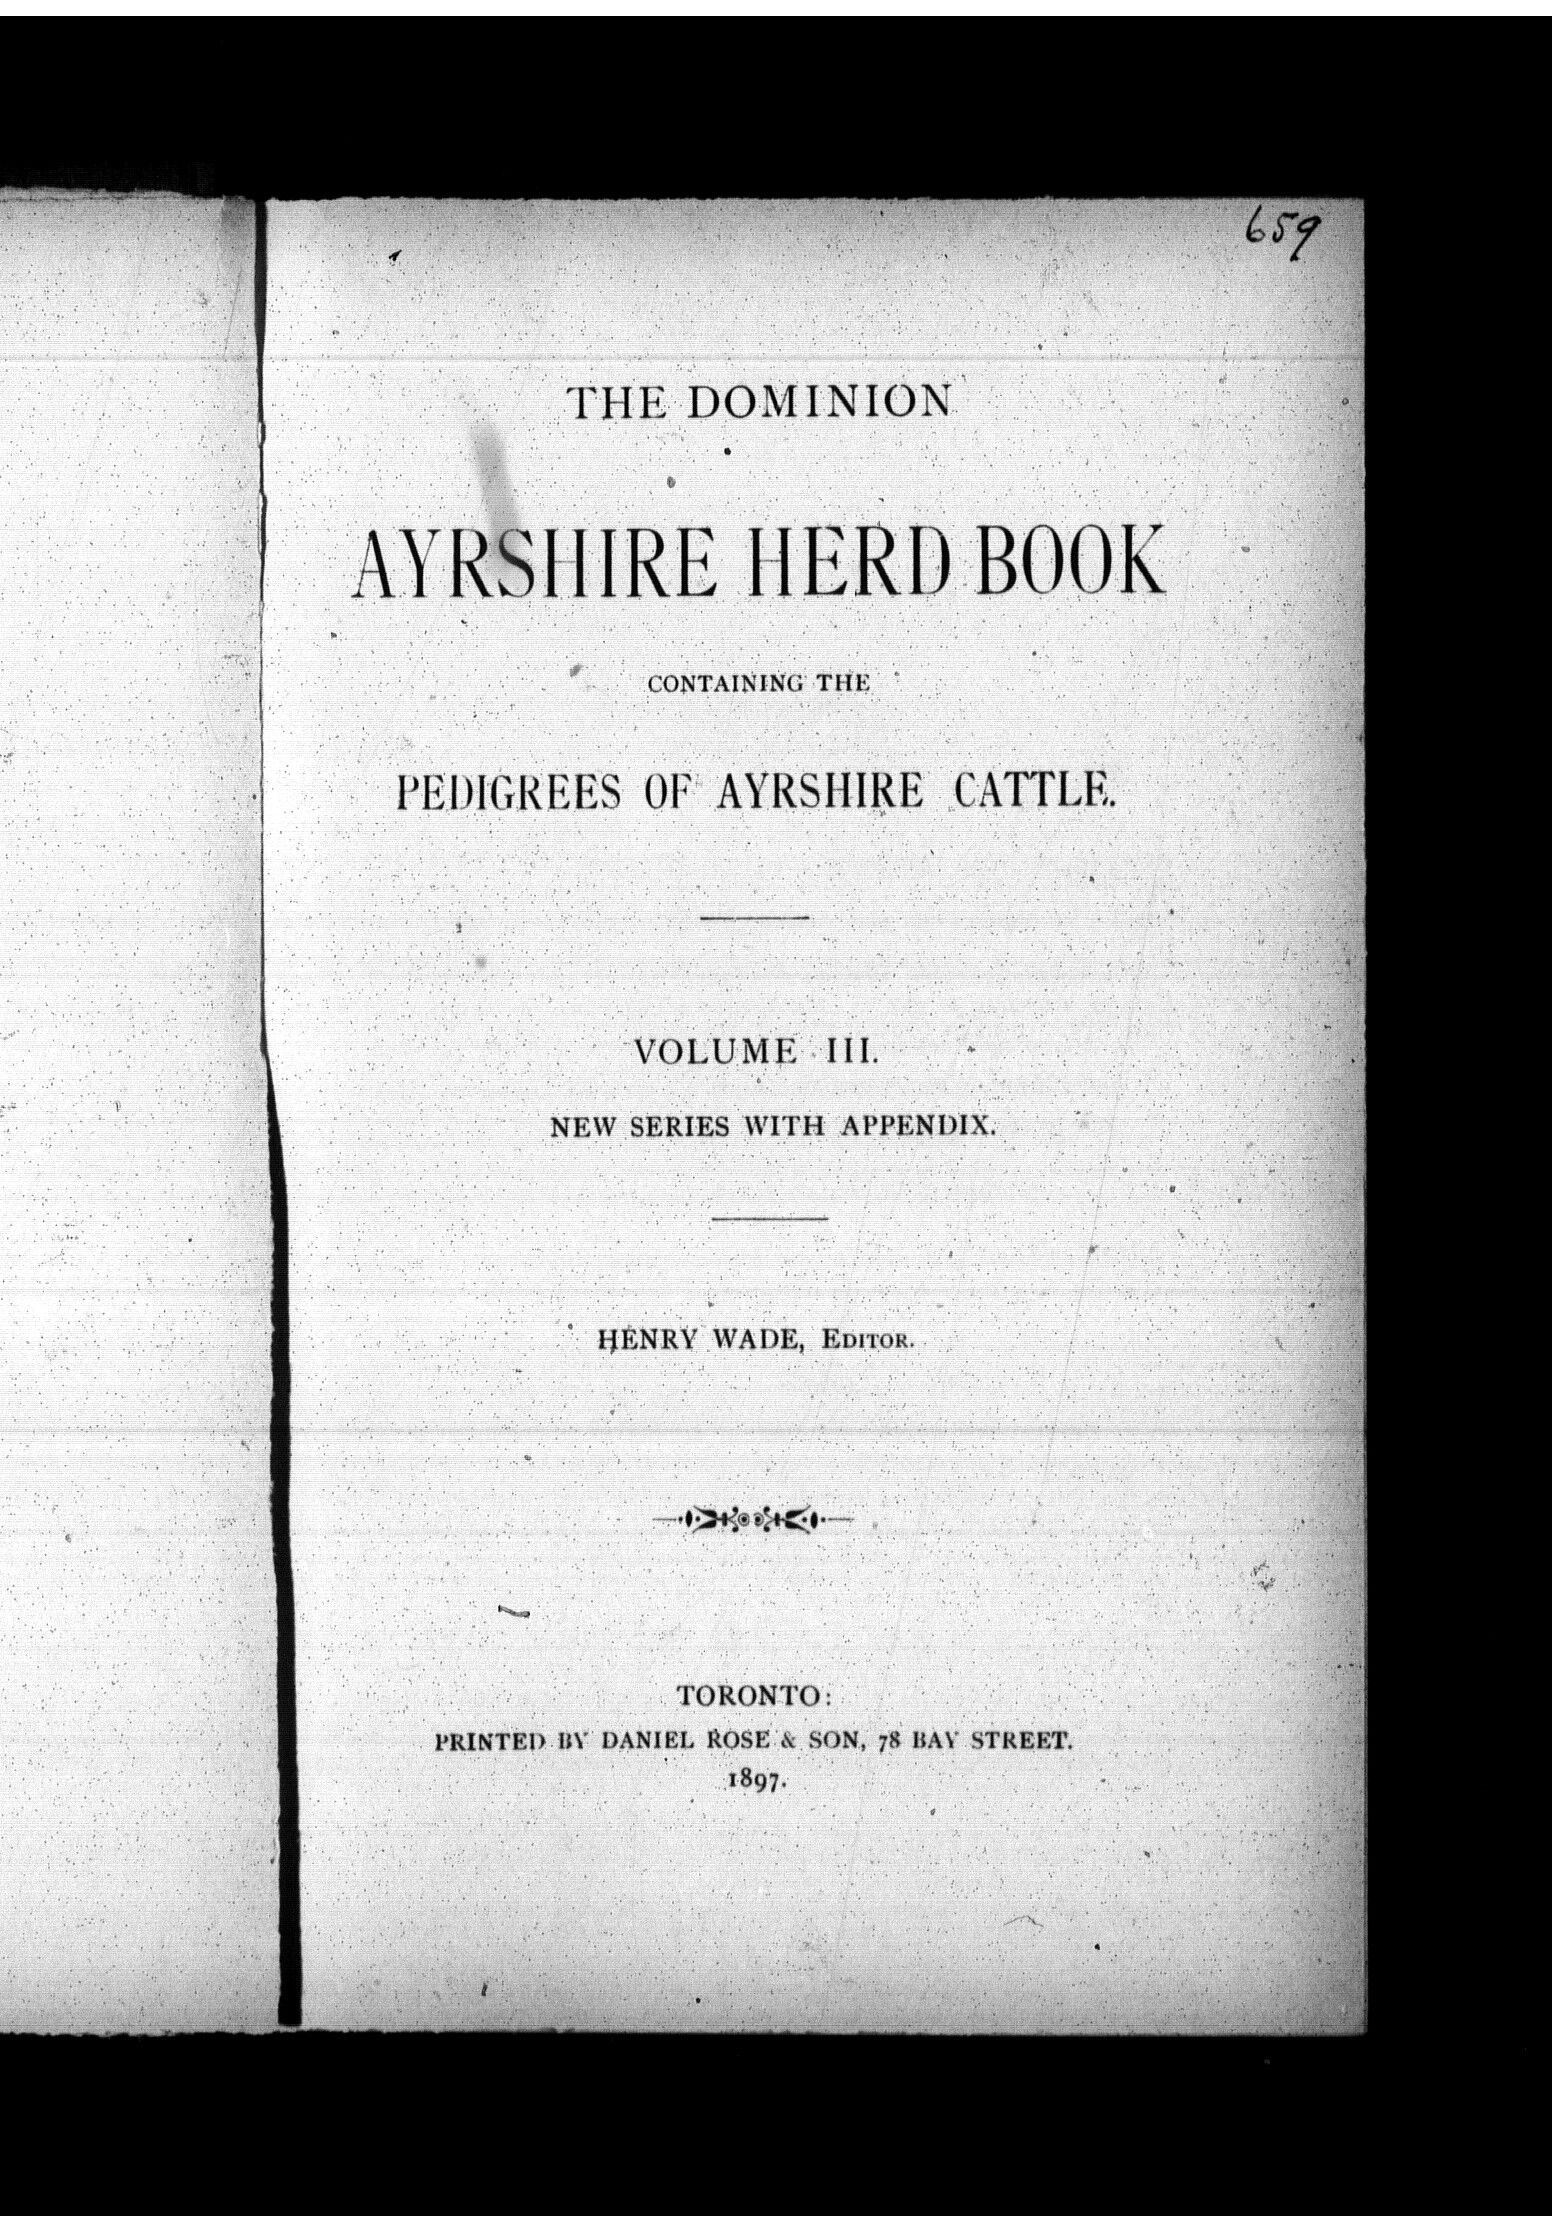 659
THE DOMINION
AYRSHIRE HERD BOOK
CONTAINING THE
PEDIGREES OF AYRSHIRE CATTLE.
VOLUME III.
NEW SERIES WITH APPENDIX.
HENRY WADE, EDITOR.
TORONTO:
PRINTED BY DANIEL ROSE & SON, 78 BAY STREET.
1897.